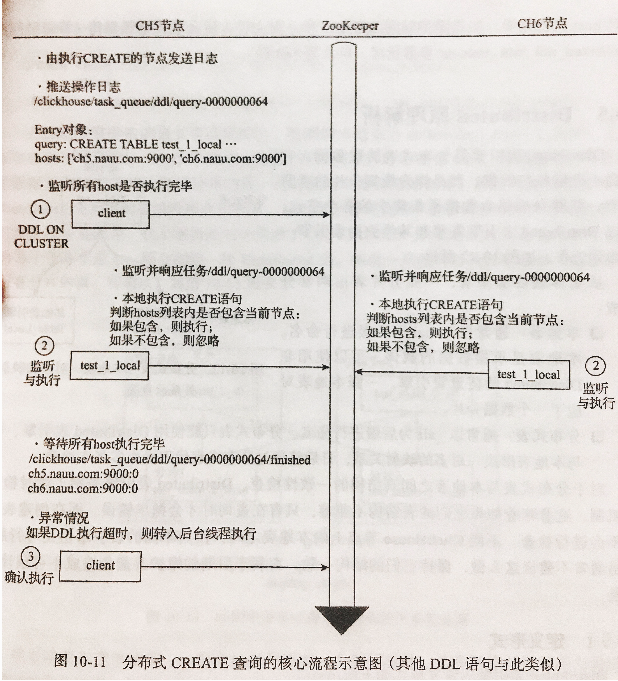 CH5节点
ZooKeeper
CH6节点
·由执行CREATE的节点发送日志
·推送操作日志
/clickhouse/task_queue/ddl/query-0000000064
Entry对象：
query: CREATE TABLE test_1_local …
hosts: ['ch5.nauu.com:9000', 'ch6.nauu.com:9000']
·监听所有host是否执行完毕
①
client
DDL ON
CLUSTER
·监听并响应任务/ddl/query-0000000064
·本地执行CREATE语句
判断hosts列表内是否包含当前节点：
如果包含，则执行；
如果不包含，则忽略
②
test_1_local
监听
与执行
·监听并响应任务/ddl/query-0000000064
·本地执行CREATE语句
判断hosts列表内是否包含当前节点：
如果包含，则执行；
如果不包含，则忽略
test_1_local
②
监听
与执行
·等待所有host执行完毕
/clickhouse/task_queue/ddl/query-0000000064/finished
ch5.nauu.com:9000:0
ch6.nauu.com:9000:0
·异常情况
如果DDL执行超时，则转入后台线程执行
③
client
确认执行
图 10-11 分布式 CREATE 查询的核心流程示意图（其他 DDL 语句与此类似）